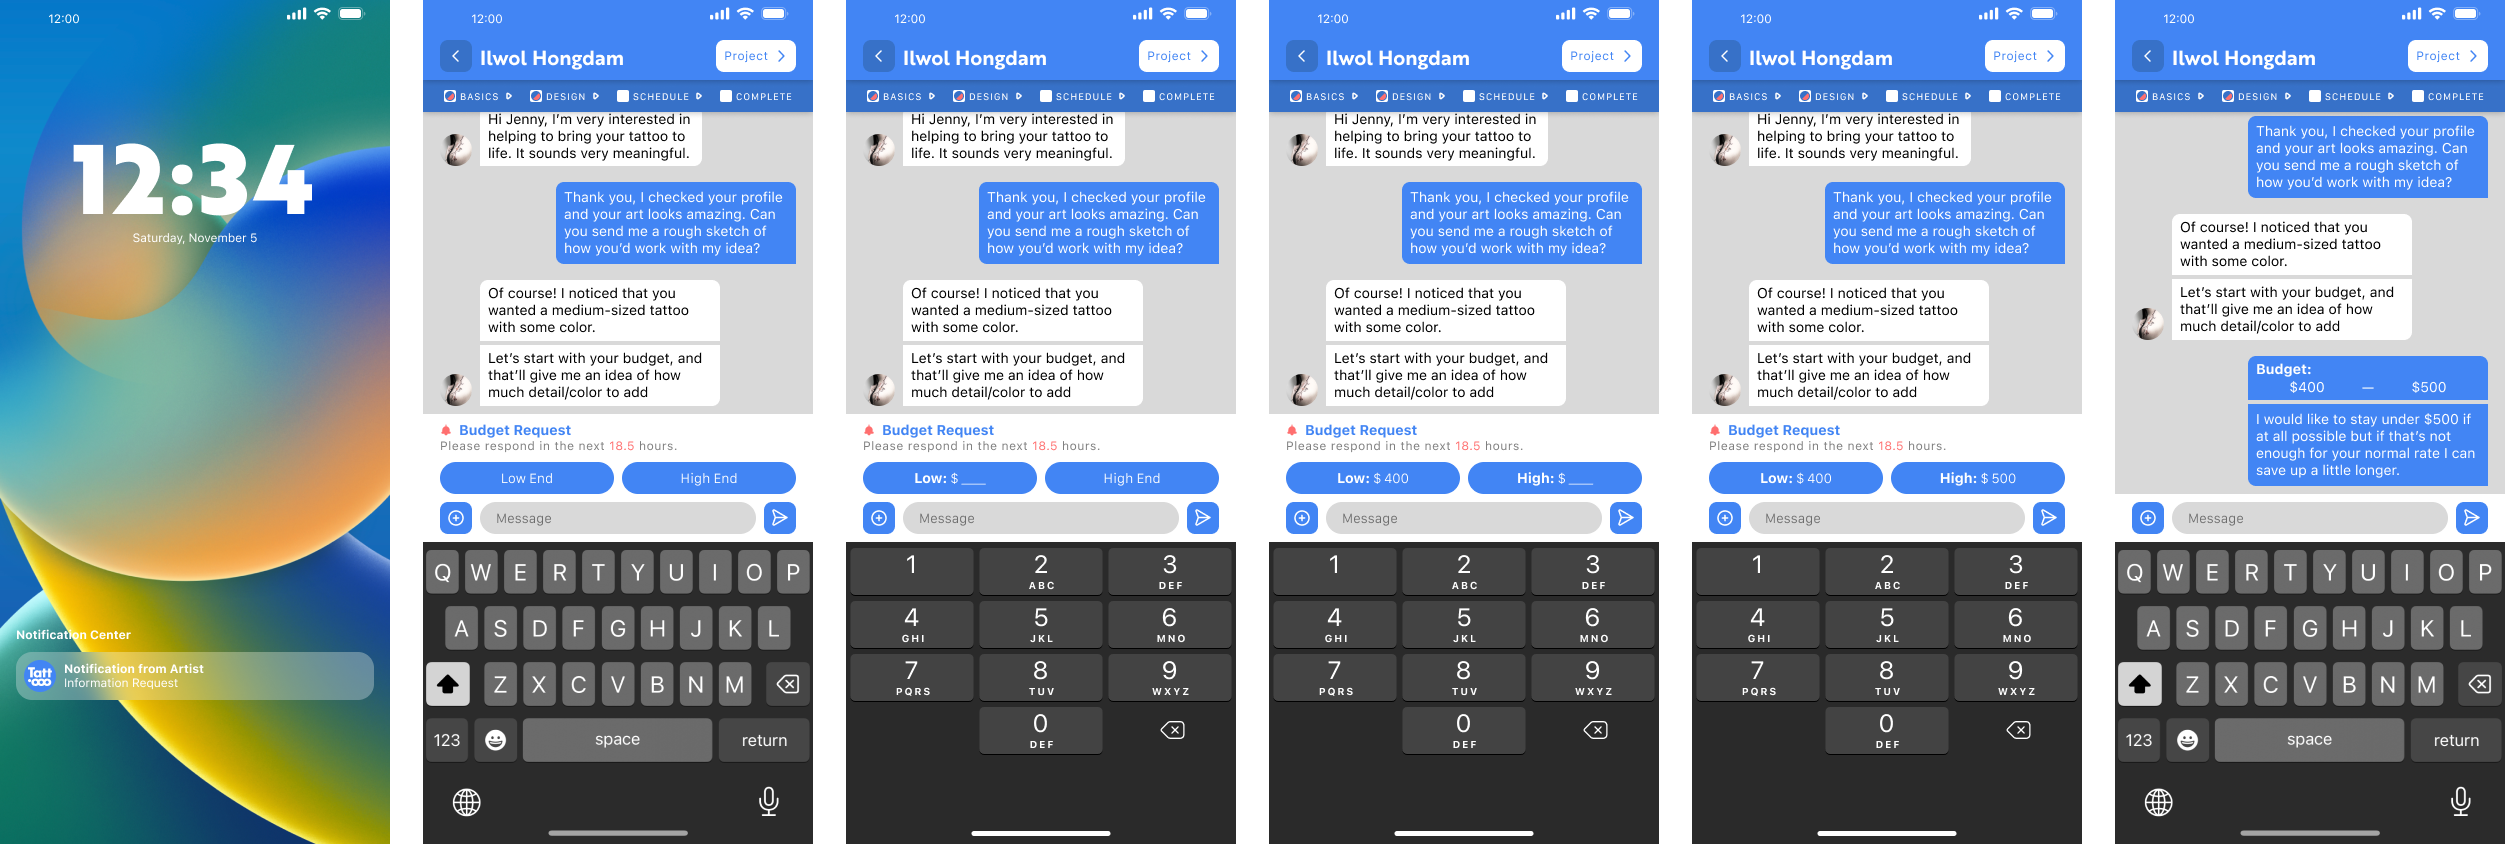 12:00
12:34
Saturday, November 5
Notification Center
Tatt
ooo
Notification from Artist
Information Request
12:00
Ilwol Hongdam
Project
BASICS
DESIGN
SCHEDULE
COMPLETE
Hi Jenny, I'm very interested in
helping to bring your tattoo to
life. It sounds very meaningful.
Thank you, I checked your profile
and your art looks amazing. Can
you send me a rough sketch of
how you'd work with my idea?
Of course! I noticed that you
wanted a medium-sized tattoo
with some color.
Let's start with your budget, and
that'll give me an idea of how
much detail/color to add
Budget Request
Please respond in the next 18.5 hours.
Low End
High End
Message
Q W E R T Y U I O P
A S D F G H J K L
Z X C V B N M
123
space
return
12:00
Ilwol Hongdam
Project
BASICS
DESIGN
SCHEDULE
COMPLETE
Hi Jenny, I'm very interested in
helping to bring your tattoo to
life. It sounds very meaningful.
Thank you, I checked your profile
and your art looks amazing. Can
you send me a rough sketch of
how you'd work with my idea?
Of course! I noticed that you
wanted a medium-sized tattoo
with some color.
Let's start with your budget, and
that'll give me an idea of how
much detail/color to add
Budget Request
Please respond in the next 18.5 hours.
Low: $ ___
High End
Message
1 2 3
ABC DEF
4 5 6
GHI JKL MNO
7 8 9
PQRS TUV WXYZ
0
DEF
12:00
Ilwol Hongdam
Project
BASICS
DESIGN
SCHEDULE
COMPLETE
Hi Jenny, I'm very interested in
helping to bring your tattoo to
life. It sounds very meaningful.
Thank you, I checked your profile
and your art looks amazing. Can
you send me a rough sketch of
how you'd work with my idea?
Of course! I noticed that you
wanted a medium-sized tattoo
with some color.
Let's start with your budget, and
that'll give me an idea of how
much detail/color to add
Budget Request
Please respond in the next 18.5 hours.
Low: $ 400
High: $ ___
Message
1 2 3
ABC DEF
4 5 6
GHI JKL MNO
7 8 9
PQRS TUV WXYZ
0
DEF
12:00
Ilwol Hongdam
Project
BASICS
DESIGN
SCHEDULE
COMPLETE
Hi Jenny, I'm very interested in
helping to bring your tattoo to
life. It sounds very meaningful.
Thank you, I checked your profile
and your art looks amazing. Can
you send me a rough sketch of
how you'd work with my idea?
Of course! I noticed that you
wanted a medium-sized tattoo
with some color.
Let's start with your budget, and
that'll give me an idea of how
much detail/color to add
Budget Request
Please respond in the next 18.5 hours.
Low: $ 400
High: $ 500
Message
1 2 3
ABC DEF
4 5 6
GHI JKL MNO
7 8 9
PQRS TUV WXYZ
0
DEF
12:00
Ilwol Hongdam
Project
BASICS
DESIGN
SCHEDULE
COMPLETE
Thank you, I checked your profile
and your art looks amazing. Can
you send me a rough sketch of
how you'd work with my idea?
Of course! I noticed that you
wanted a medium-sized tattoo
with some color.
Let's start with your budget, and
that'll give me an idea of how
much detail/color to add
Budget:
$400 — $500
I would like to stay under $500 if
at all possible but if that's not
enough for your normal rate I can
save up a little longer.
Message
Q W E R T Y U I O P
A S D F G H J K L
Z X C V B N M
123
space
return